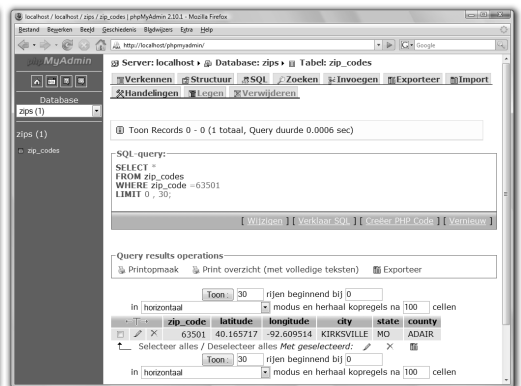 localhost / localhost / zips / zip_codes | phpMyAdmin 2.10.1 - Mozilla Firefox
Bestand Bewerken Beeld Geschiedenis Bladwijzers Extra Help
http://localhost/phpmyadmin/
Google
phpMyAdmin
Database
zips (1)
zips (1)
zip_codes
Server: localhost ▸ Database: zips ▸ Tabel: zip_codes
Verkennen Structuur SQL Zoeken Invoegen Exporteer Import
Handelingen Legen Verwijderen
Toon Records 0 - 0 (1 totaal, Query duurde 0.0006 sec)
SQL-query:
SELECT *
FROM zip_codes
WHERE zip_code =63501
LIMIT 0 , 30;
[ Wijzigen ] [ Verklaar SQL ] [ Creëer PHP Code ] [ Vernieuw ]
Query results operations
Printopmaak Print overzicht (met volledige teksten) Exporteer
Toon: 30 rijen beginnend bij 0
in horizontaal modus en herhaal kopregels na 100 cellen
←T→ zip_code latitude longitude city state county
63501 40.165717 -92.609514 KIRKSVILLE MO ADAIR
Selecteer alles / Deselecteer alles Met geselecteerd:
Toon: 30 rijen beginnend bij 0
in horizontaal modus en herhaal kopregels na 100 cellen